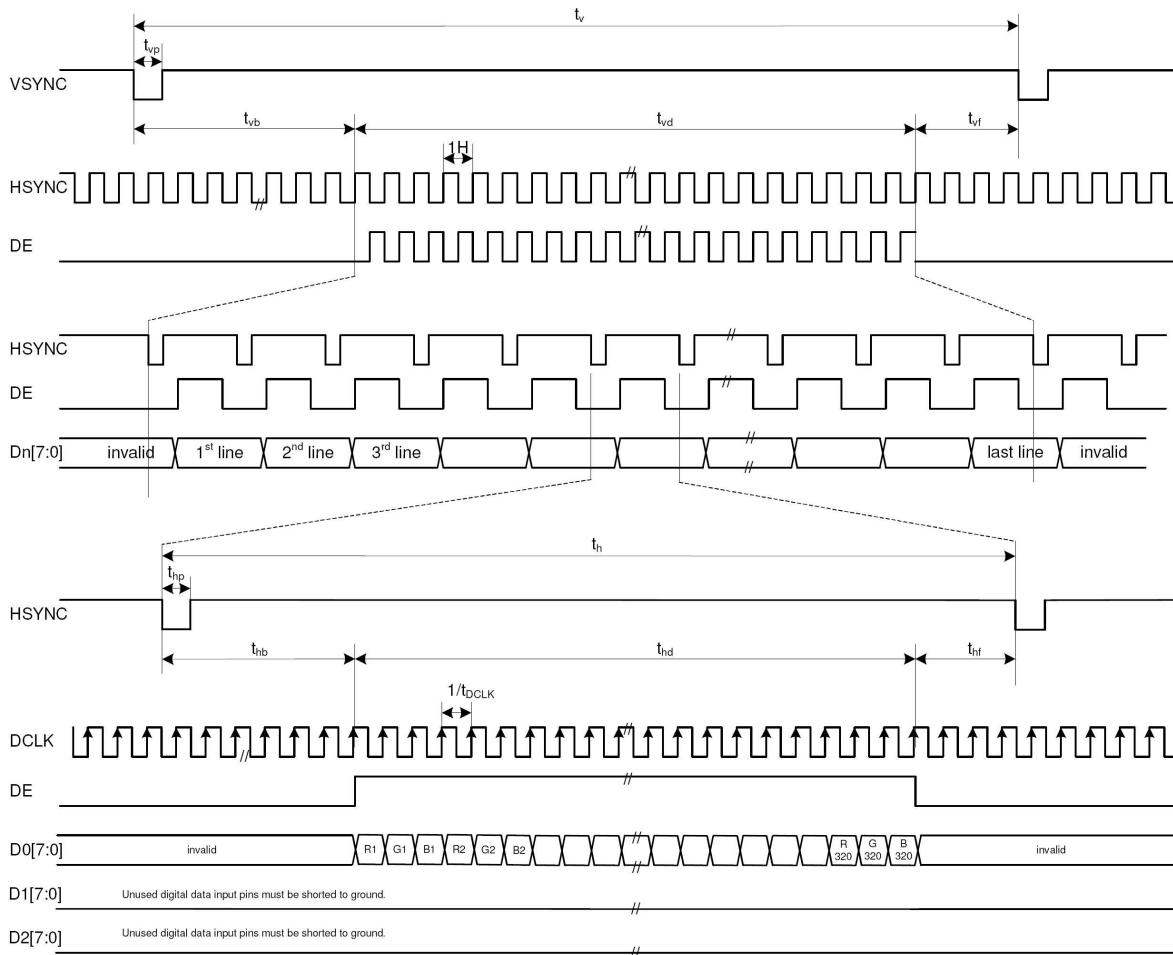 tv
tvp
VSYNC
tvb
tvd
tvf
1H
HSYNC
//
//
DE
//
HSYNC
//
DE
//
Dn[7:0]
invalid
1st line
2nd line
3rd line
//
last line
invalid
th
thp
HSYNC
thb
thd
thf
1/tDCLK
DCLK
//
//
DE
//
D0[7:0]
invalid
R1
G1
B1
R2
G2
B2
//
R 320
G 320
B 320
invalid
D1[7:0]
Unused digital data input pins must be shorted to ground.
//
D2[7:0]
Unused digital data input pins must be shorted to ground.
//